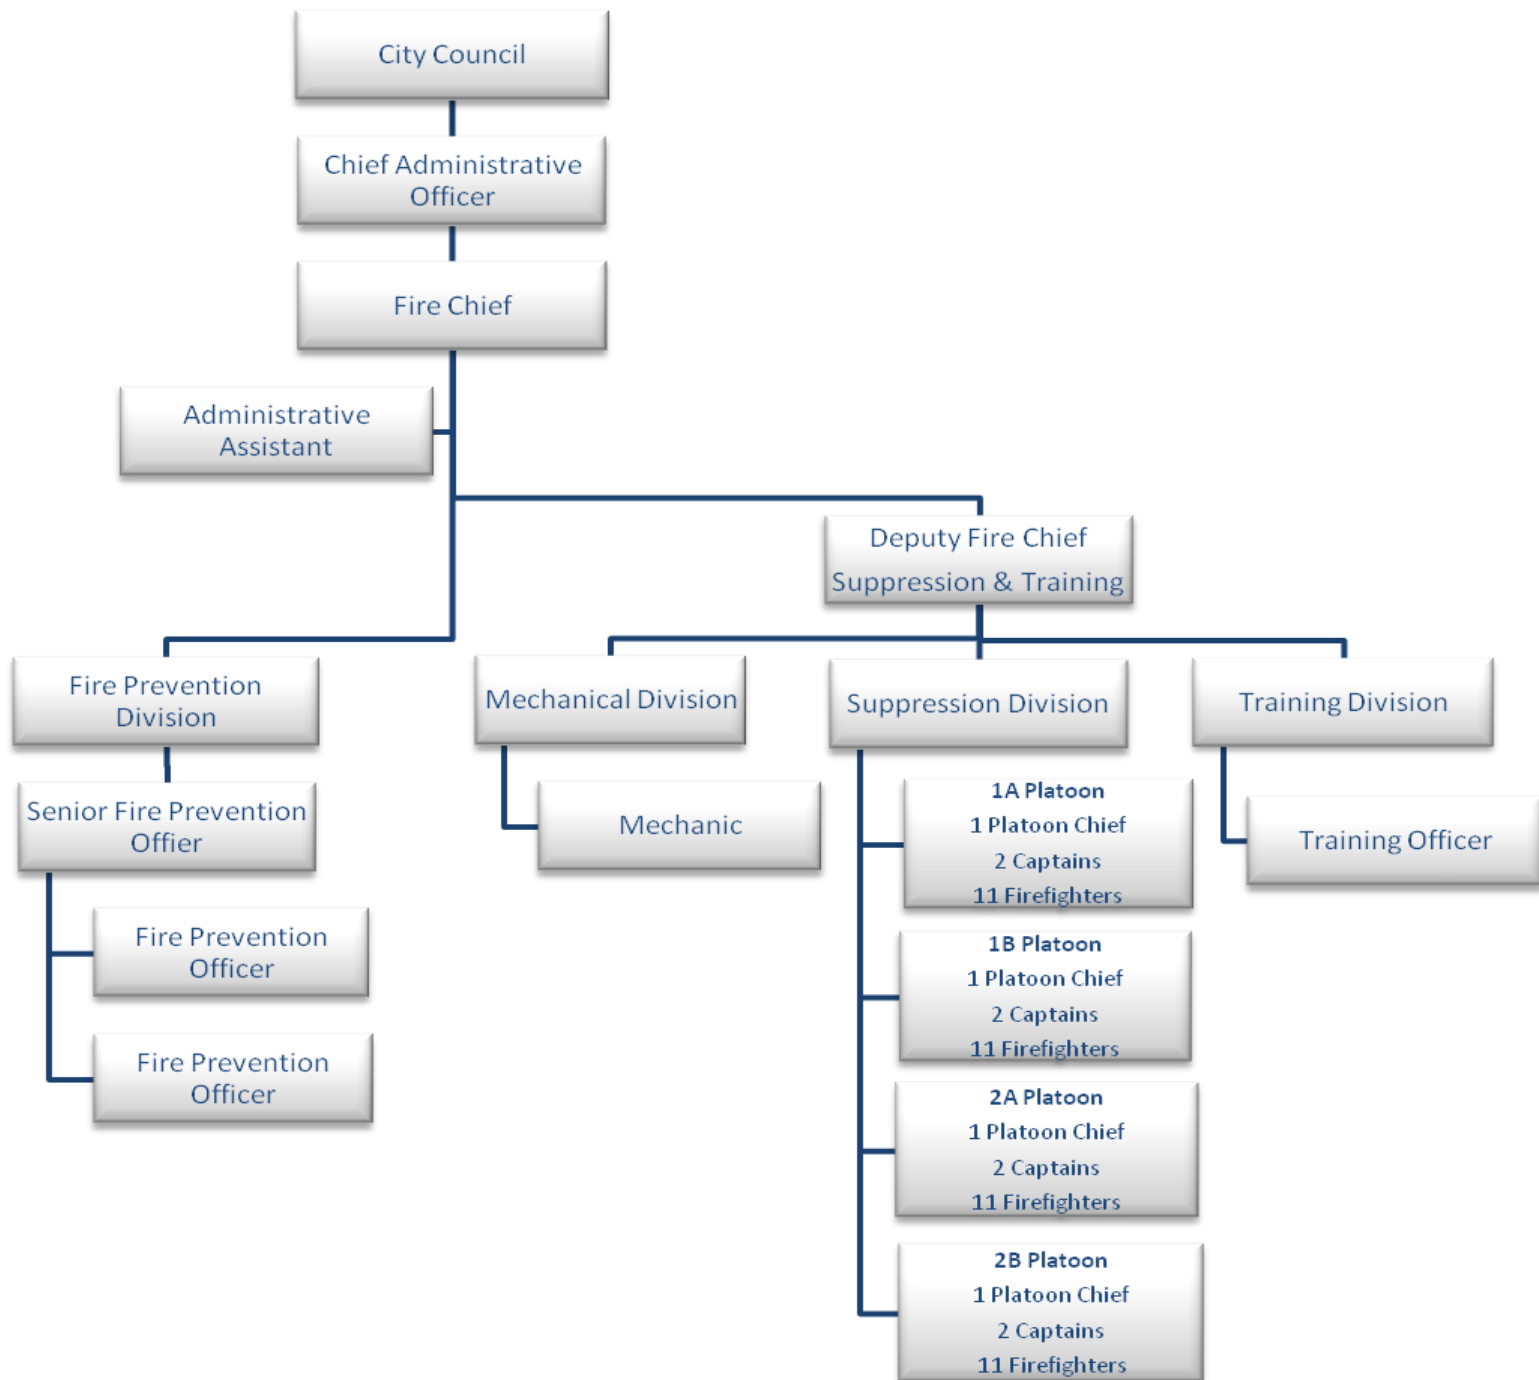 City Council
Chief Administrative
Officer
Fire Chief
Administrative
Assistant
Deputy Fire Chief
Suppression & Training
Fire Prevention
Division
Mechanical Division
Suppression Division
Training Division
Senior Fire Prevention
Offier
Mechanic
1A Platoon
1 Platoon Chief
2 Captains
11 Firefighters
Training Officer
Fire Prevention
Officer
1B Platoon
1 Platoon Chief
2 Captains
11 Firefighters
Fire Prevention
Officer
2A Platoon
1 Platoon Chief
2 Captains
11 Firefighters
2B Platoon
1 Platoon Chief
2 Captains
11 Firefighters